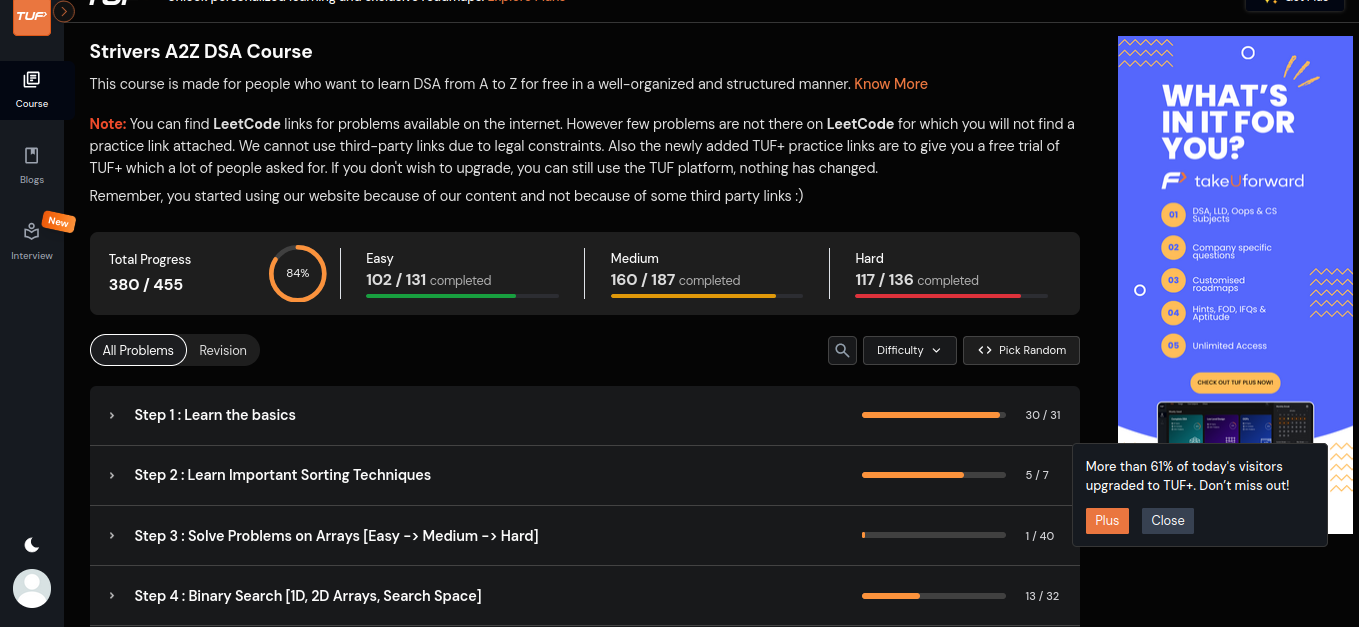 TUF
Unlock personalized learning and exclusive roadmaps. Explore Plans
Get Plus
Course
Blogs
New
Interview
Strivers A2Z DSA Course
This course is made for people who want to learn DSA from A to Z for free in a well-organized and structured manner. Know More
Note: You can find LeetCode links for problems available on the internet. However few problems are not there on LeetCode for which you will not find a
practice link attached. We cannot use third-party links due to legal constraints. Also the newly added TUF+ practice links are to give you a free trial of
TUF+ which a lot of people asked for. If you don't wish to upgrade, you can still use the TUF platform, nothing has changed.
Remember, you started using our website because of our content and not because of some third party links :)
Total Progress
380 / 455
84%
Easy
102 / 131 completed
Medium
160 / 187 completed
Hard
117 / 136 completed
All Problems
Revision
Difficulty
Pick Random
Step 1 : Learn the basics
30 / 31
Step 2 : Learn Important Sorting Techniques
5 / 7
Step 3 : Solve Problems on Arrays [Easy -> Medium -> Hard]
1 / 40
Step 4 : Binary Search [1D, 2D Arrays, Search Space]
13 / 32
WHAT'S
IN IT FOR
YOU?
takeUforward
01 DSA, LLD, Oops & CS
Subjects
02 Company specific
questions
03 Customised
roadmaps
04 Hints, FOD, IFQs &
Aptitude
05 Unlimited Access
CHECK OUT TUF PLUS NOW!
More than 61% of today's visitors
upgraded to TUF+. Don't miss out!
Plus
Close